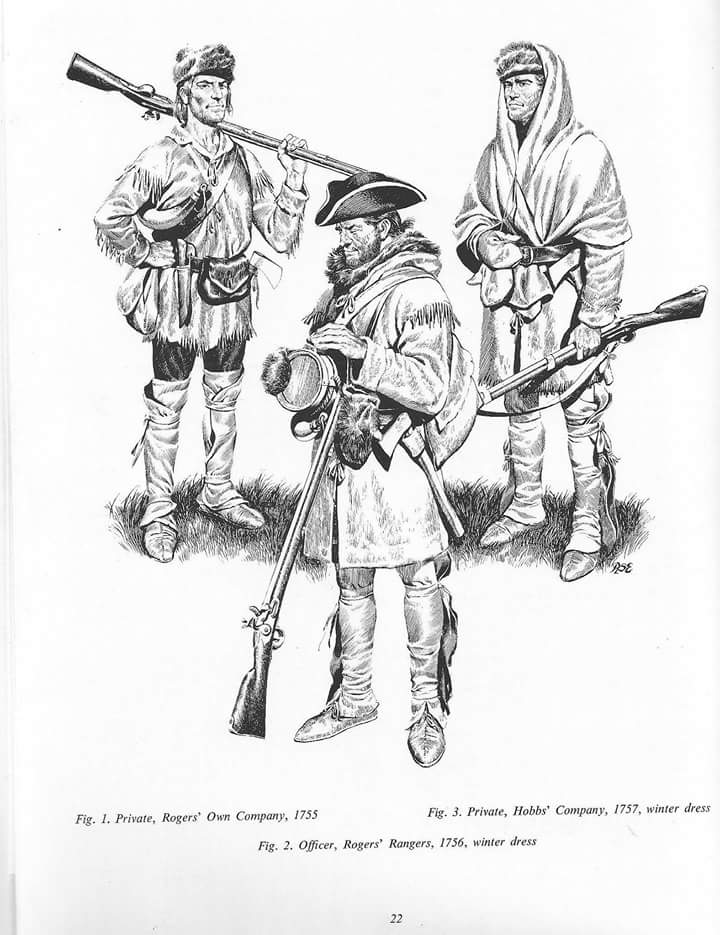 RSE
Fig. 1. Private, Rogers' Own Company, 1755
Fig. 3. Private, Hobbs' Company, 1757, winter dress
Fig. 2. Officer, Rogers' Rangers, 1756, winter dress
22